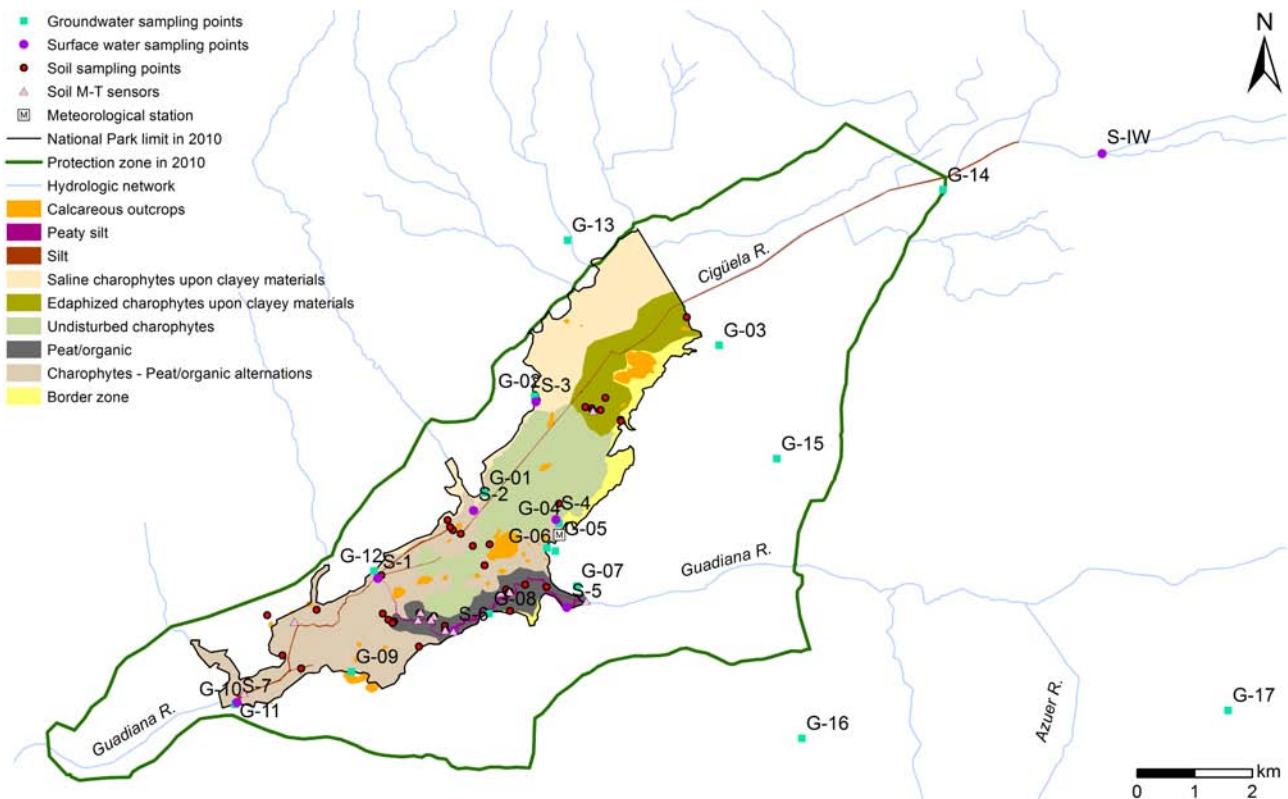 Groundwater sampling points
Surface water sampling points
Soil sampling points
Soil M-T sensors
M Meteorological station
National Park limit in 2010
Protection zone in 2010
Hydrologic network
Calcareous outcrops
Peaty silt
Silt
Saline charophytes upon clayey materials
Edaphized charophytes upon clayey materials
Undisturbed charophytes
Peat/organic
Charophytes - Peat/organic alternations
Border zone
N
S-IW
G-14
G-13
Cigüela R.
G-03
G-02
S-3
G-15
G-01
S-2
G-04
S-4
G-05
M
G-06
G-12
S-1
Guadiana R.
G-07
S-5
G-08
S-6
G-09
G-10
S-7
G-11
Guadiana R.
G-16
Azuer R.
G-17
km
0 1 2